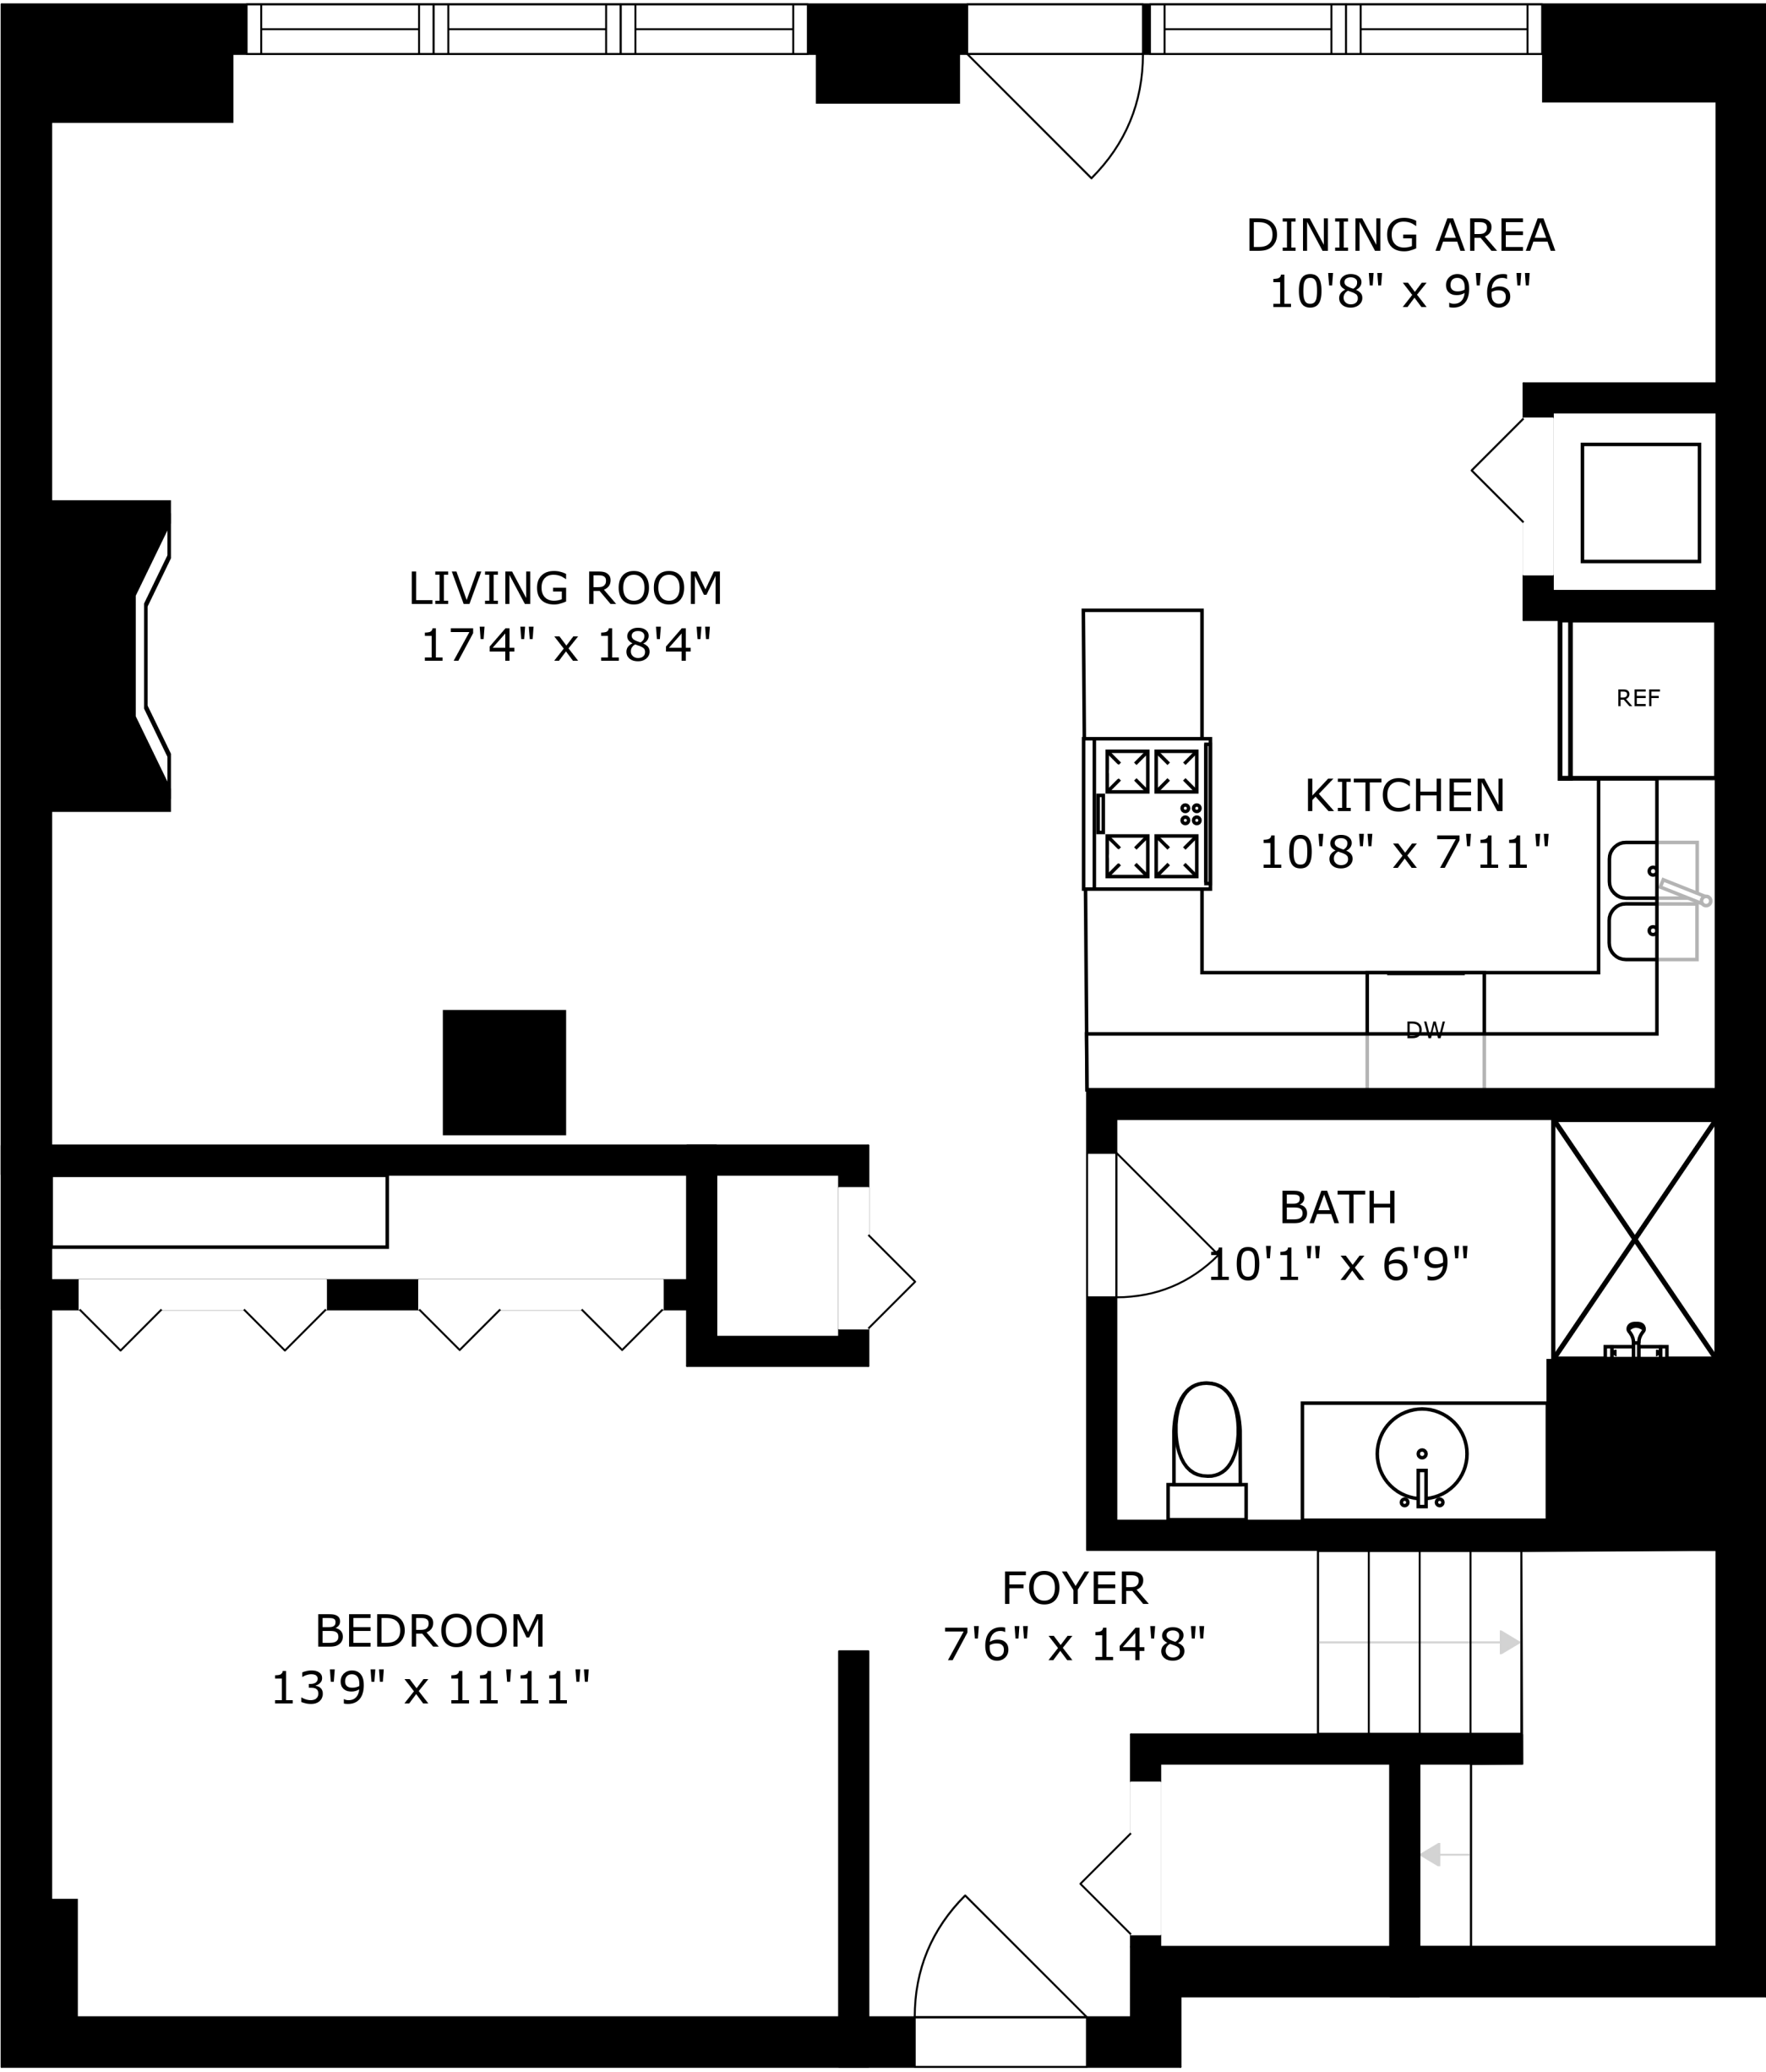 DINING AREA
10'8" x 9'6"
LIVING ROOM
17'4" x 18'4"
REF
KITCHEN
10'8" x 7'11"
DW
BATH
10'1" x 6'9"
FOYER
7'6" x 14'8"
BEDROOM
13'9" x 11'11"